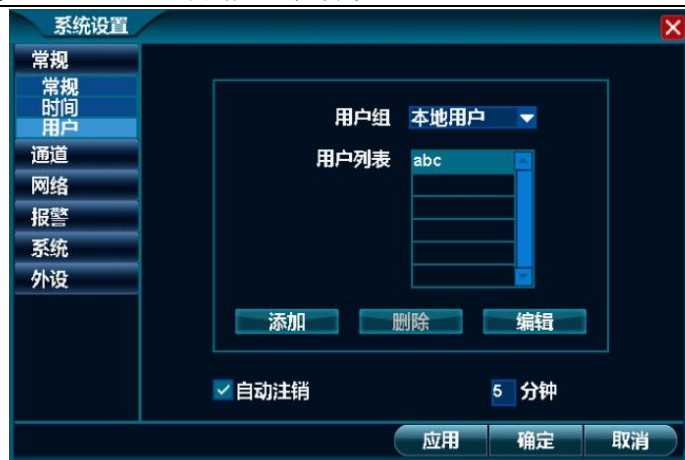 系统设置
常规
常规
时间
用户
通道
网络
报警
系统
外设
用户组 本地用户
用户列表 abc
添加 删除 编辑
自动注销 5 分钟
应用 确定 取消